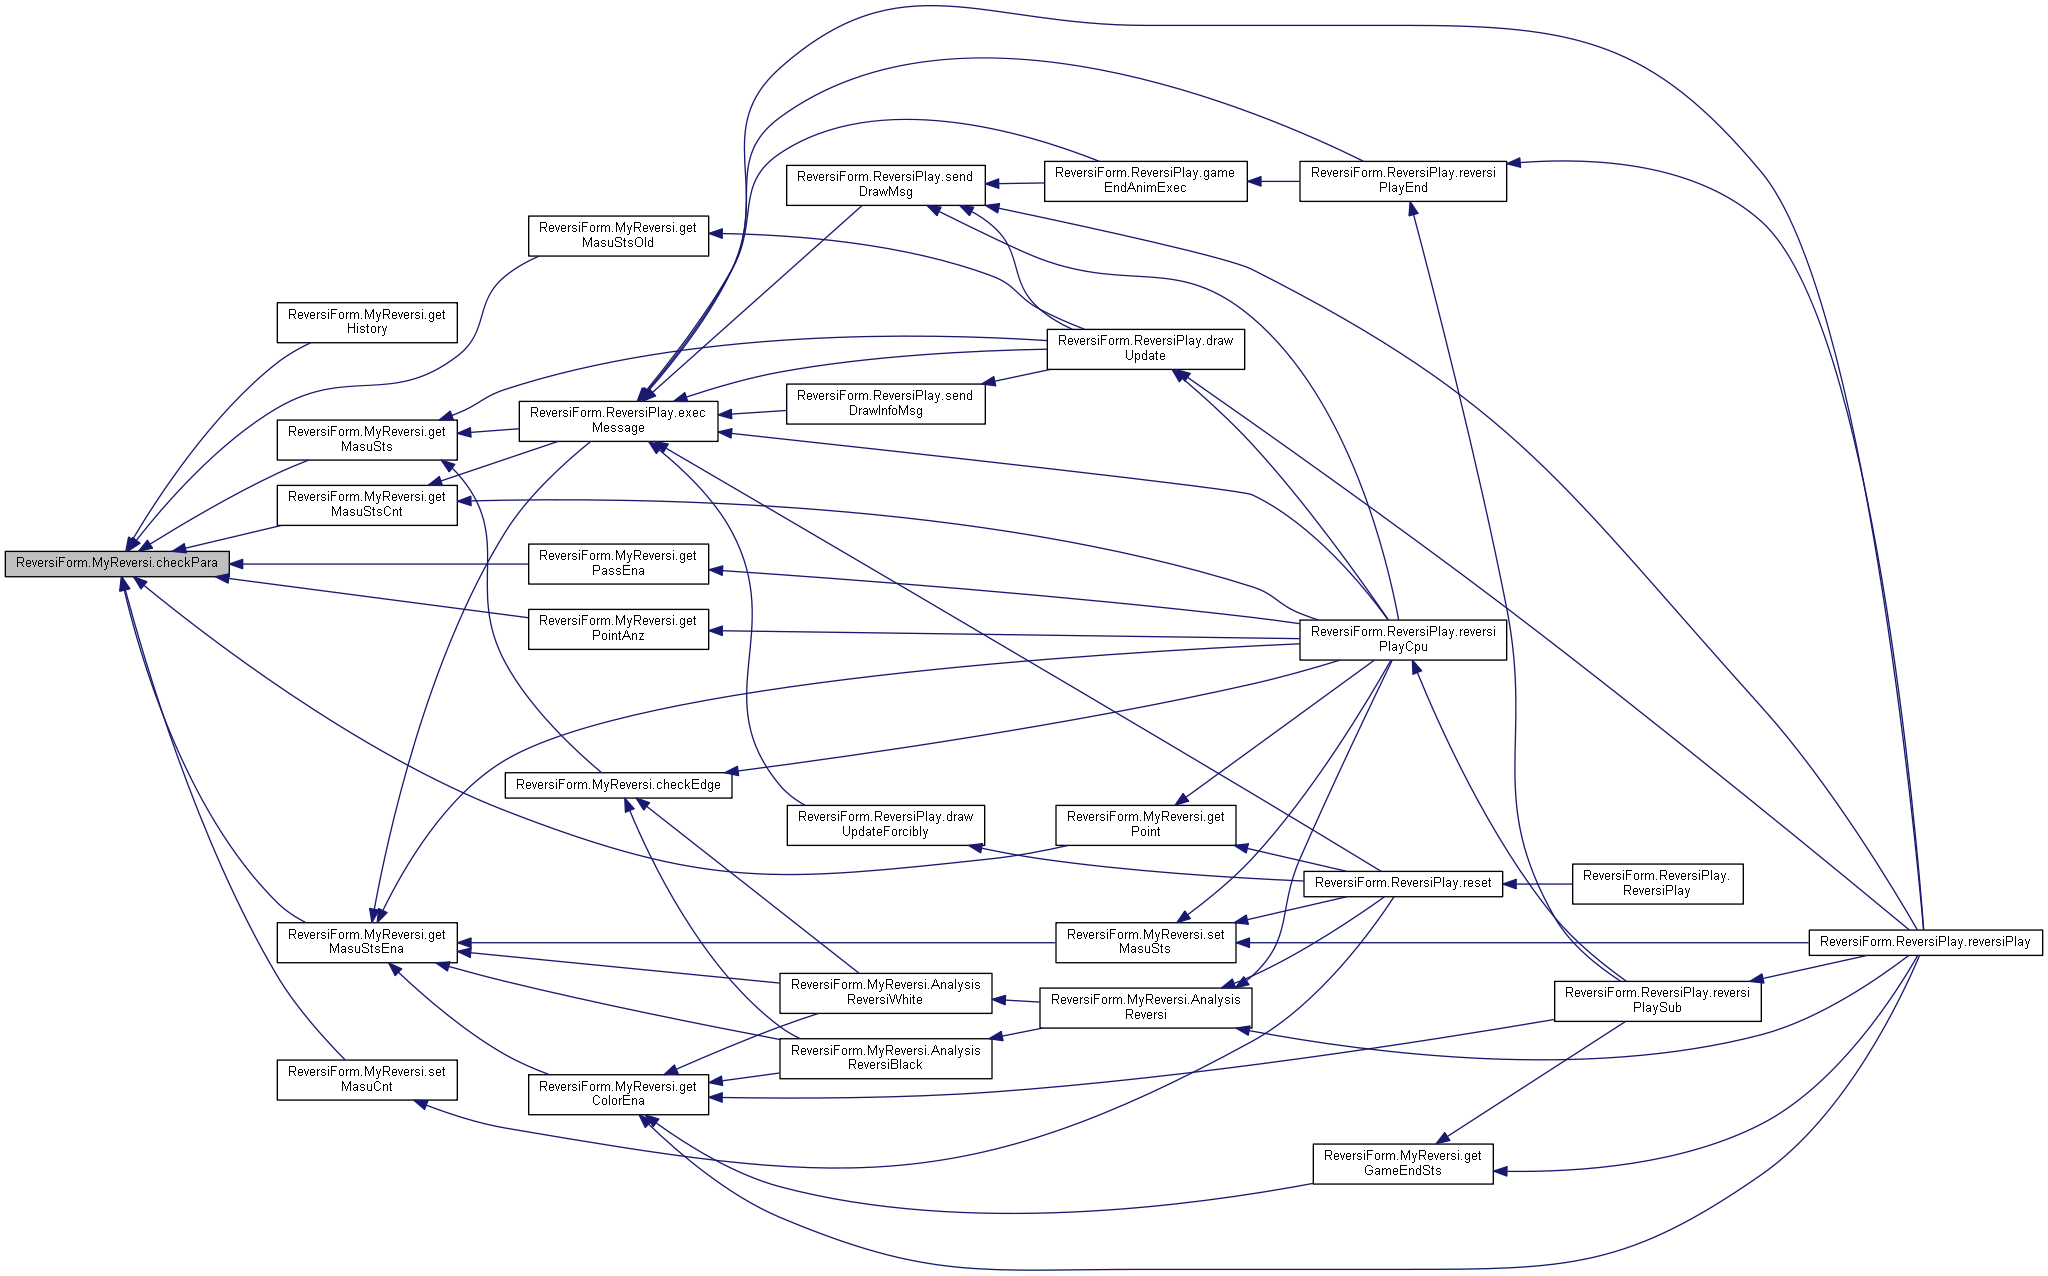 ReversiForm.MyReversi.checkPara
ReversiForm.MyReversi.get
History
ReversiForm.MyReversi.get
MasuSts
ReversiForm.MyReversi.get
MasuStsCnt
ReversiForm.MyReversi.get
MasuStsEna
ReversiForm.MyReversi.set
MasuCnt
ReversiForm.MyReversi.get
MasuStsOld
ReversiForm.ReversiPlay.exec
Message
ReversiForm.MyReversi.get
PassEna
ReversiForm.MyReversi.get
PointAnz
ReversiForm.MyReversi.checkEdge
ReversiForm.MyReversi.get
ColorEna
ReversiForm.ReversiPlay.send
DrawMsg
ReversiForm.ReversiPlay.send
DrawInfoMsg
ReversiForm.ReversiPlay.draw
UpdateForcibly
ReversiForm.MyReversi.Analysis
ReversiWhite
ReversiForm.MyReversi.Analysis
ReversiBlack
ReversiForm.ReversiPlay.game
EndAnimExec
ReversiForm.ReversiPlay.draw
Update
ReversiForm.MyReversi.get
Point
ReversiForm.MyReversi.set
MasuSts
ReversiForm.MyReversi.Analysis
Reversi
ReversiForm.ReversiPlay.reversi
PlayEnd
ReversiForm.ReversiPlay.reversi
PlayCpu
ReversiForm.ReversiPlay.reset
ReversiForm.MyReversi.get
GameEndSts
ReversiForm.ReversiPlay.
ReversiPlay
ReversiForm.ReversiPlay.reversi
PlaySub
ReversiForm.ReversiPlay.reversiPlay